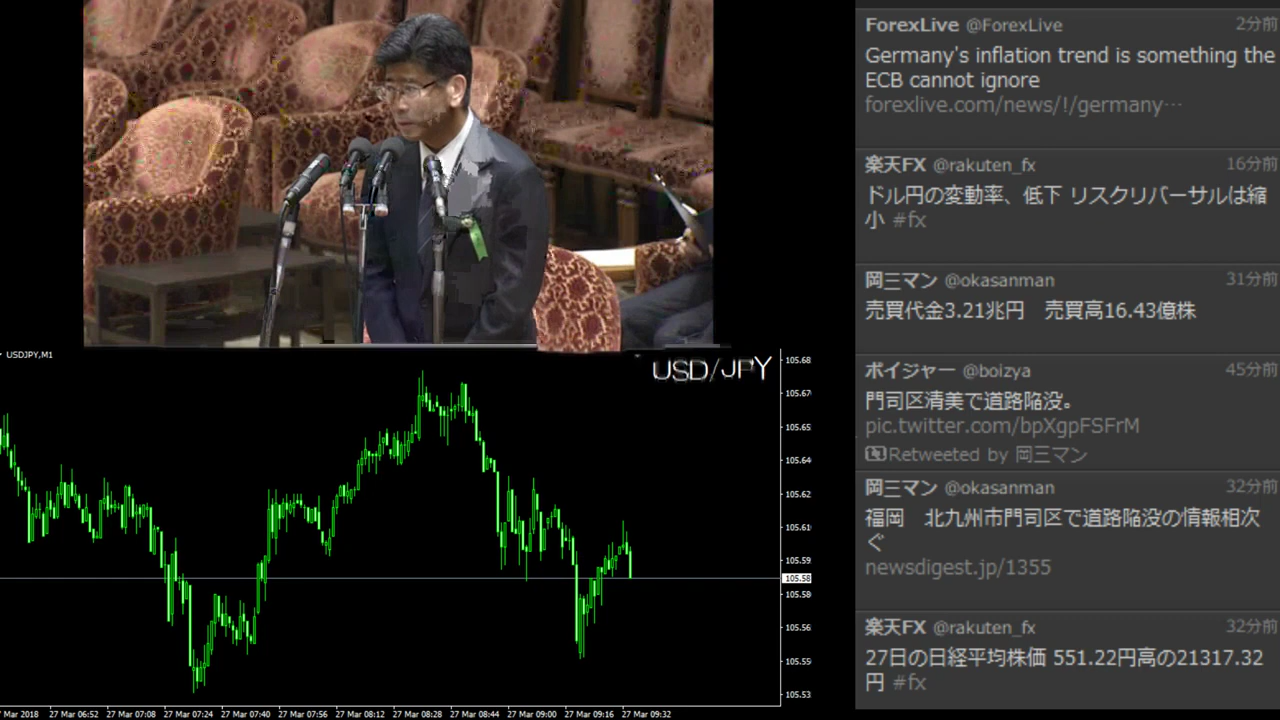 USDJPY,M1
USD/JPY
105.68
105.67
105.65
105.64
105.62
105.61
105.59
105.58
105.58
105.56
105.55
105.53
Mar 2018
27 Mar 06:52
27 Mar 07:08
27 Mar 07:24
27 Mar 07:40
27 Mar 07:56
27 Mar 08:12
27 Mar 08:28
27 Mar 08:44
27 Mar 09:00
27 Mar 09:16
27 Mar 09:32
ForexLive @ForexLive 2分前
Germany's inflation trend is something the
ECB cannot ignore
forexlive.com/news/!/germany…
楽天FX @rakuten_fx 16分前
ドル円の変動率、低下 リスクリバーサルは縮
小 #fx
岡三マン @okasanman 31分前
売買代金3.21兆円　売買高16.43億株
ボイジャー @boizya 45分前
門司区清美で道路陥没。
pic.twitter.com/bpXgpFSFrM
Retweeted by 岡三マン
岡三マン @okasanman 32分前
福岡　北九州市門司区で道路陥没の情報相次
ぐ
newsdigest.jp/1355
楽天FX @rakuten_fx 32分前
27日の日経平均株価 551.22円高の21317.32
円 #fx